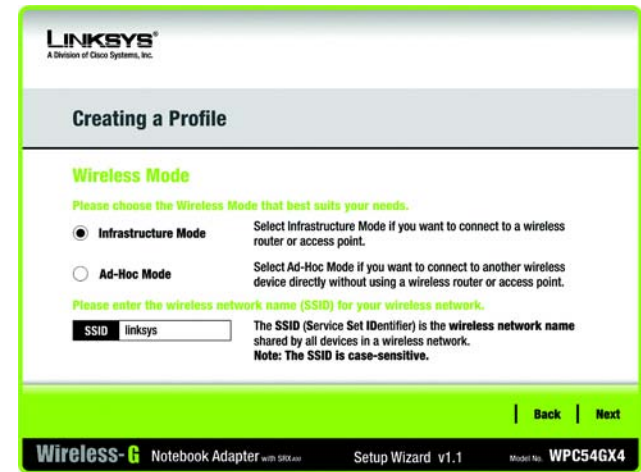 LINKSYS®
A Division of Cisco Systems, Inc.
Creating a Profile
Wireless Mode
Please choose the Wireless Mode that best suits your needs.
Infrastructure Mode
Select Infrastructure Mode if you want to connect to a wireless
router or access point.
Ad-Hoc Mode
Select Ad-Hoc Mode if you want to connect to another wireless
device directly without using a wireless router or access point.
Please enter the wireless network name (SSID) for your wireless network.
SSID linksys
The SSID (Service Set IDentifier) is the wireless network name
shared by all devices in a wireless network.
Note: The SSID is case-sensitive.
Back Next
Wireless-G Notebook Adapter with SRX400 Setup Wizard v1.1 Model No. WPC54GX4